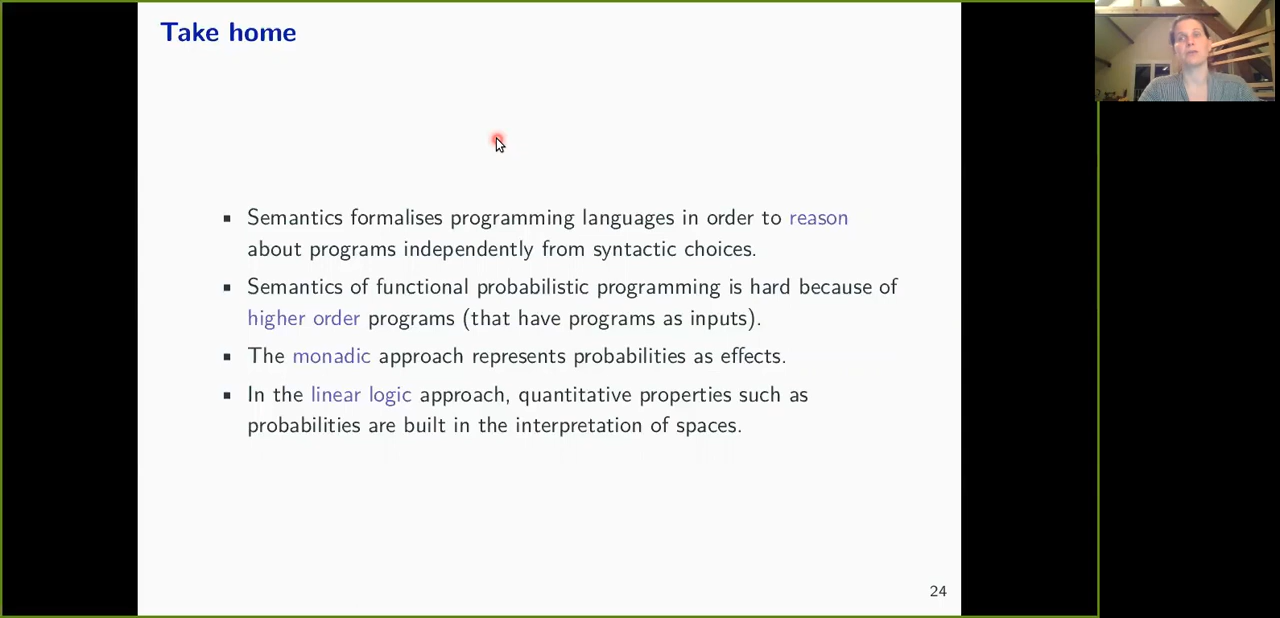 Take home
▪ Semantics formalises programming languages in order to reason
about programs independently from syntactic choices.
▪ Semantics of functional probabilistic programming is hard because of
higher order programs (that have programs as inputs).
▪ The monadic approach represents probabilities as effects.
▪ In the linear logic approach, quantitative properties such as
probabilities are built in the interpretation of spaces.
24